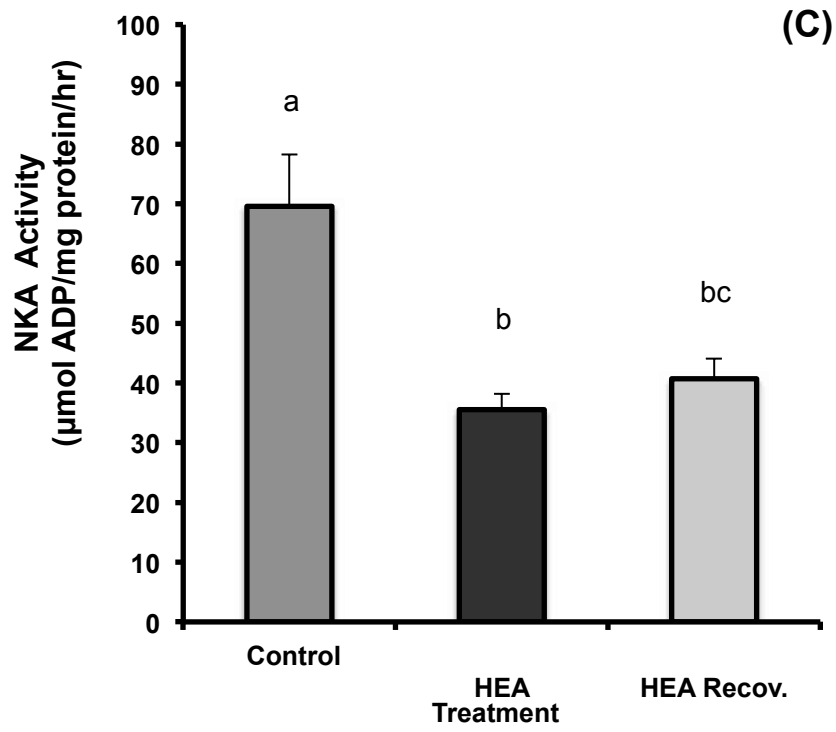 (C)
NKA Activity
(µmol ADP/mg protein/hr)
100
90
80
70
60
50
40
30
20
10
0
a
b
bc
Control
HEA
Treatment
HEA Recov.